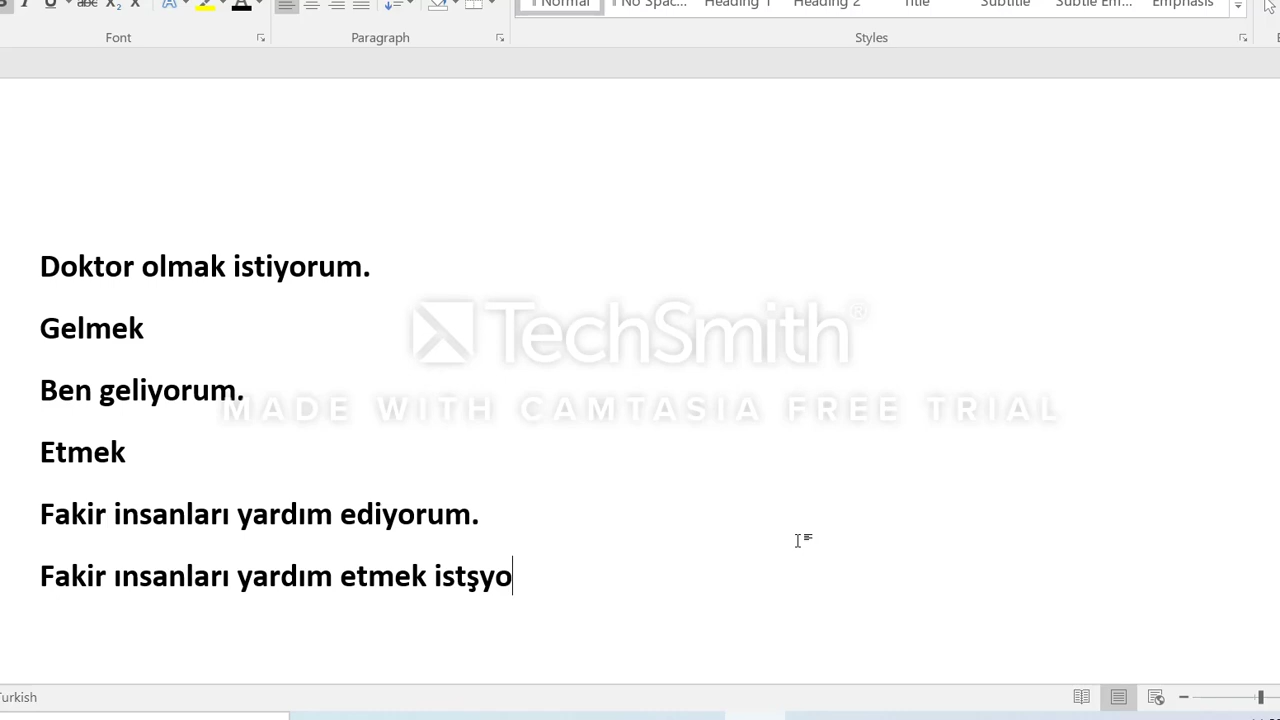 Font
Paragraph
Styles
Normal
No Spac...
Heading 1
Heading 2
Title
Subtitle
Subtle Em...
Emphasis
Doktor olmak istiyorum.
Gelmek
Ben geliyorum.
Etmek
Fakir insanları yardım ediyorum.
Fakir ınsanları yardım etmek istşyo
TechSmith®
MADE WITH CAMTASIA FREE TRIAL
Turkish